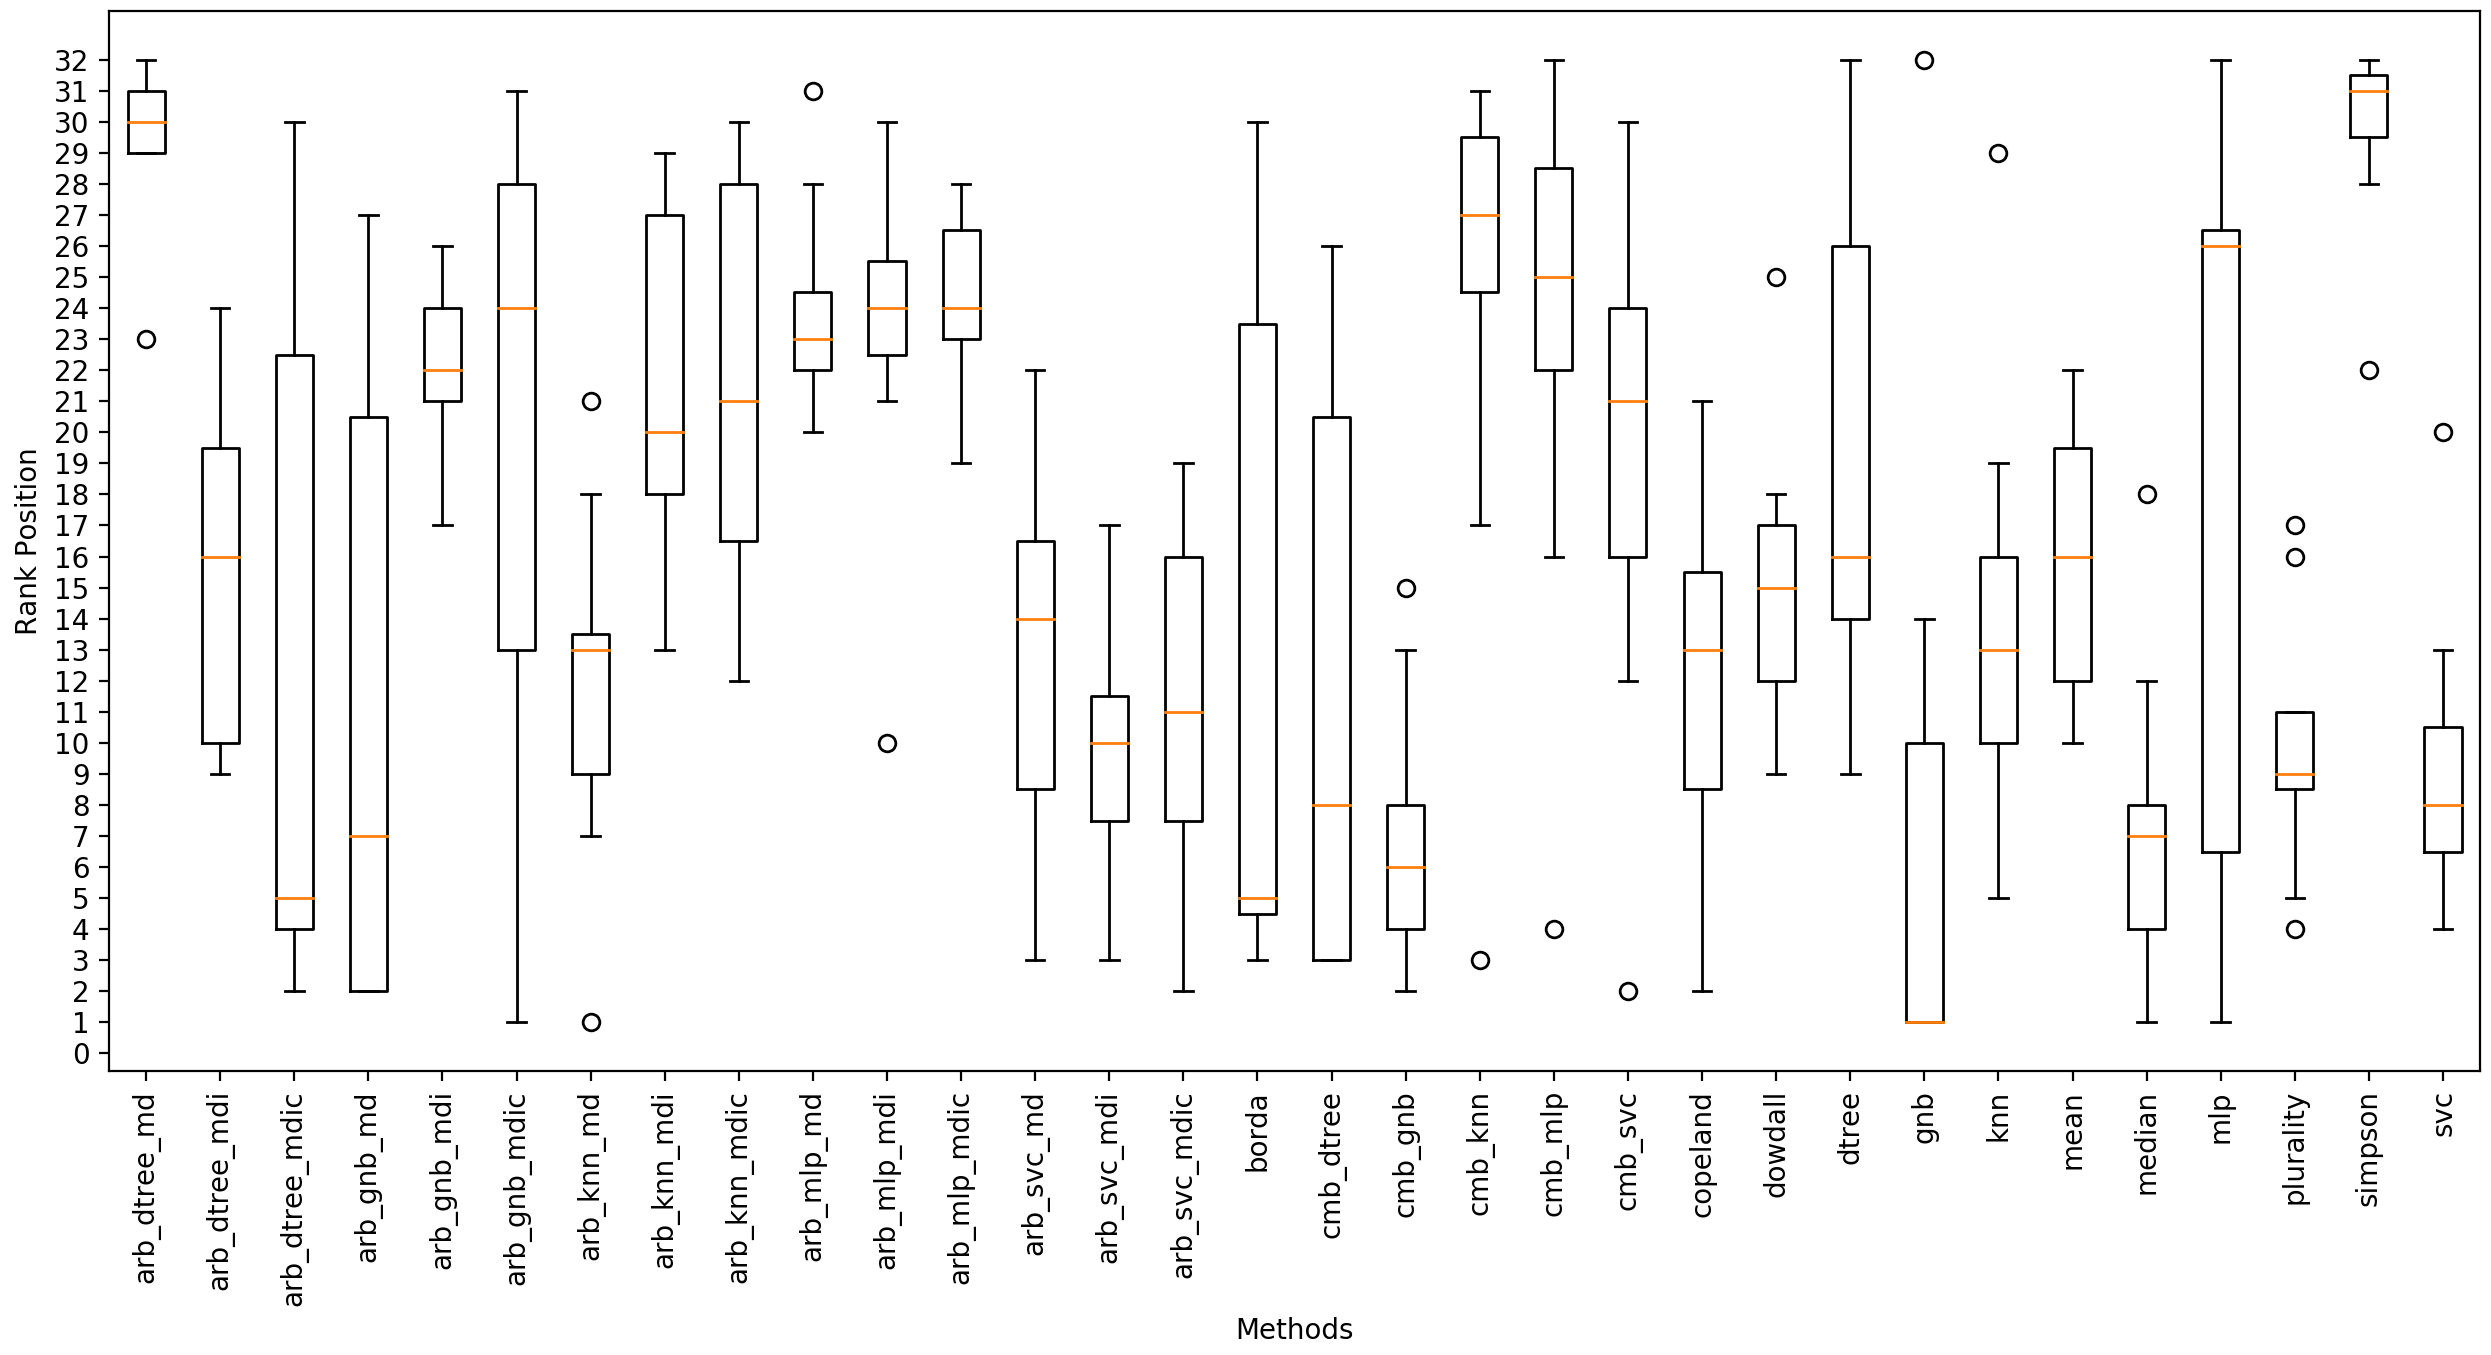 32
31
30
29
28
27
26
25
24
23
22
21
20
19
18
17
16
15
14
13
12
11
10
9
8
7
6
5
4
3
2
1
0
Rank Position
arb_dtree_md
arb_dtree_mdi
arb_dtree_mdic
arb_gnb_md
arb_gnb_mdi
arb_gnb_mdic
arb_knn_md
arb_knn_mdi
arb_knn_mdic
arb_mlp_md
arb_mlp_mdi
arb_mlp_mdic
arb_svc_md
arb_svc_mdi
arb_svc_mdic
borda
cmb_dtree
cmb_gnb
cmb_knn
cmb_mlp
cmb_svc
copeland
dowdall
dtree
gnb
knn
mean
median
mlp
plurality
simpson
svc
Methods